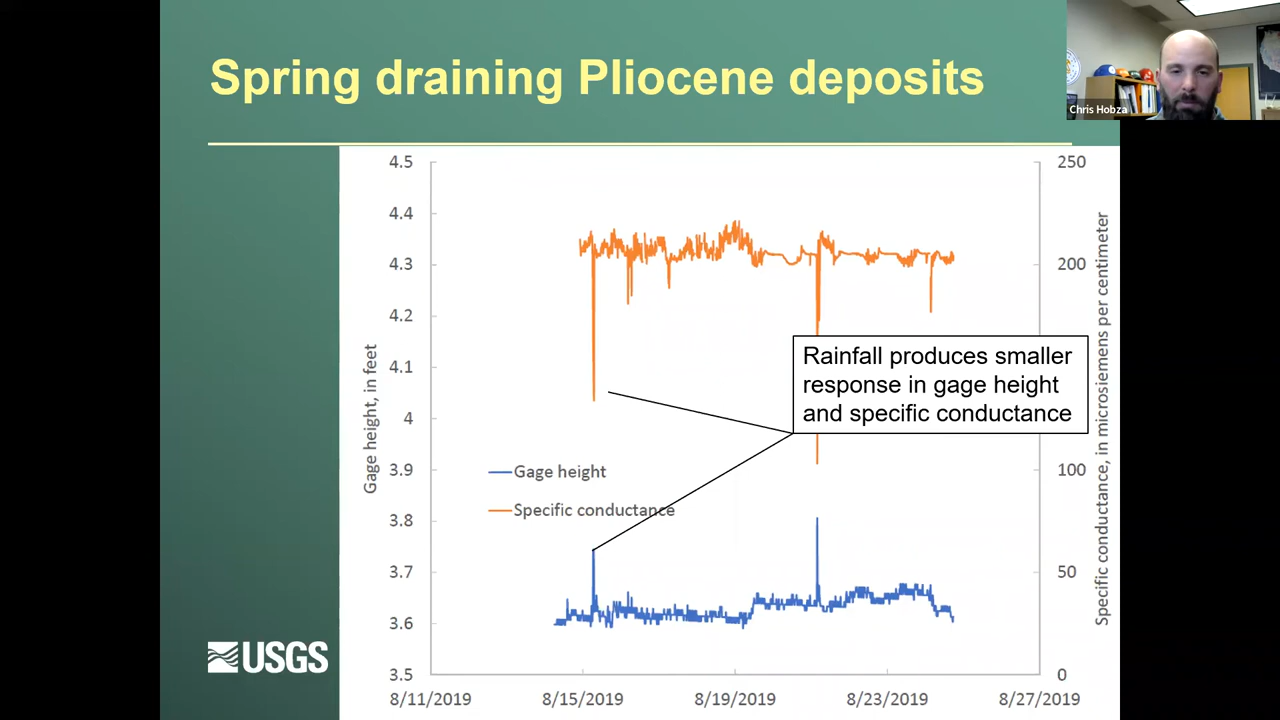 Spring draining Pliocene deposits
Chris Hobza
4.5
4.4
4.3
4.2
4.1
4
3.9
3.8
3.7
3.6
3.5
Gage height, in feet
250
200
100
50
0
Specific conductance, in microsiemens per centimeter
Rainfall produces smaller
response in gage height
and specific conductance
Gage height
Specific conductance
8/11/2019
8/15/2019
8/19/2019
8/23/2019
8/27/2019
USGS